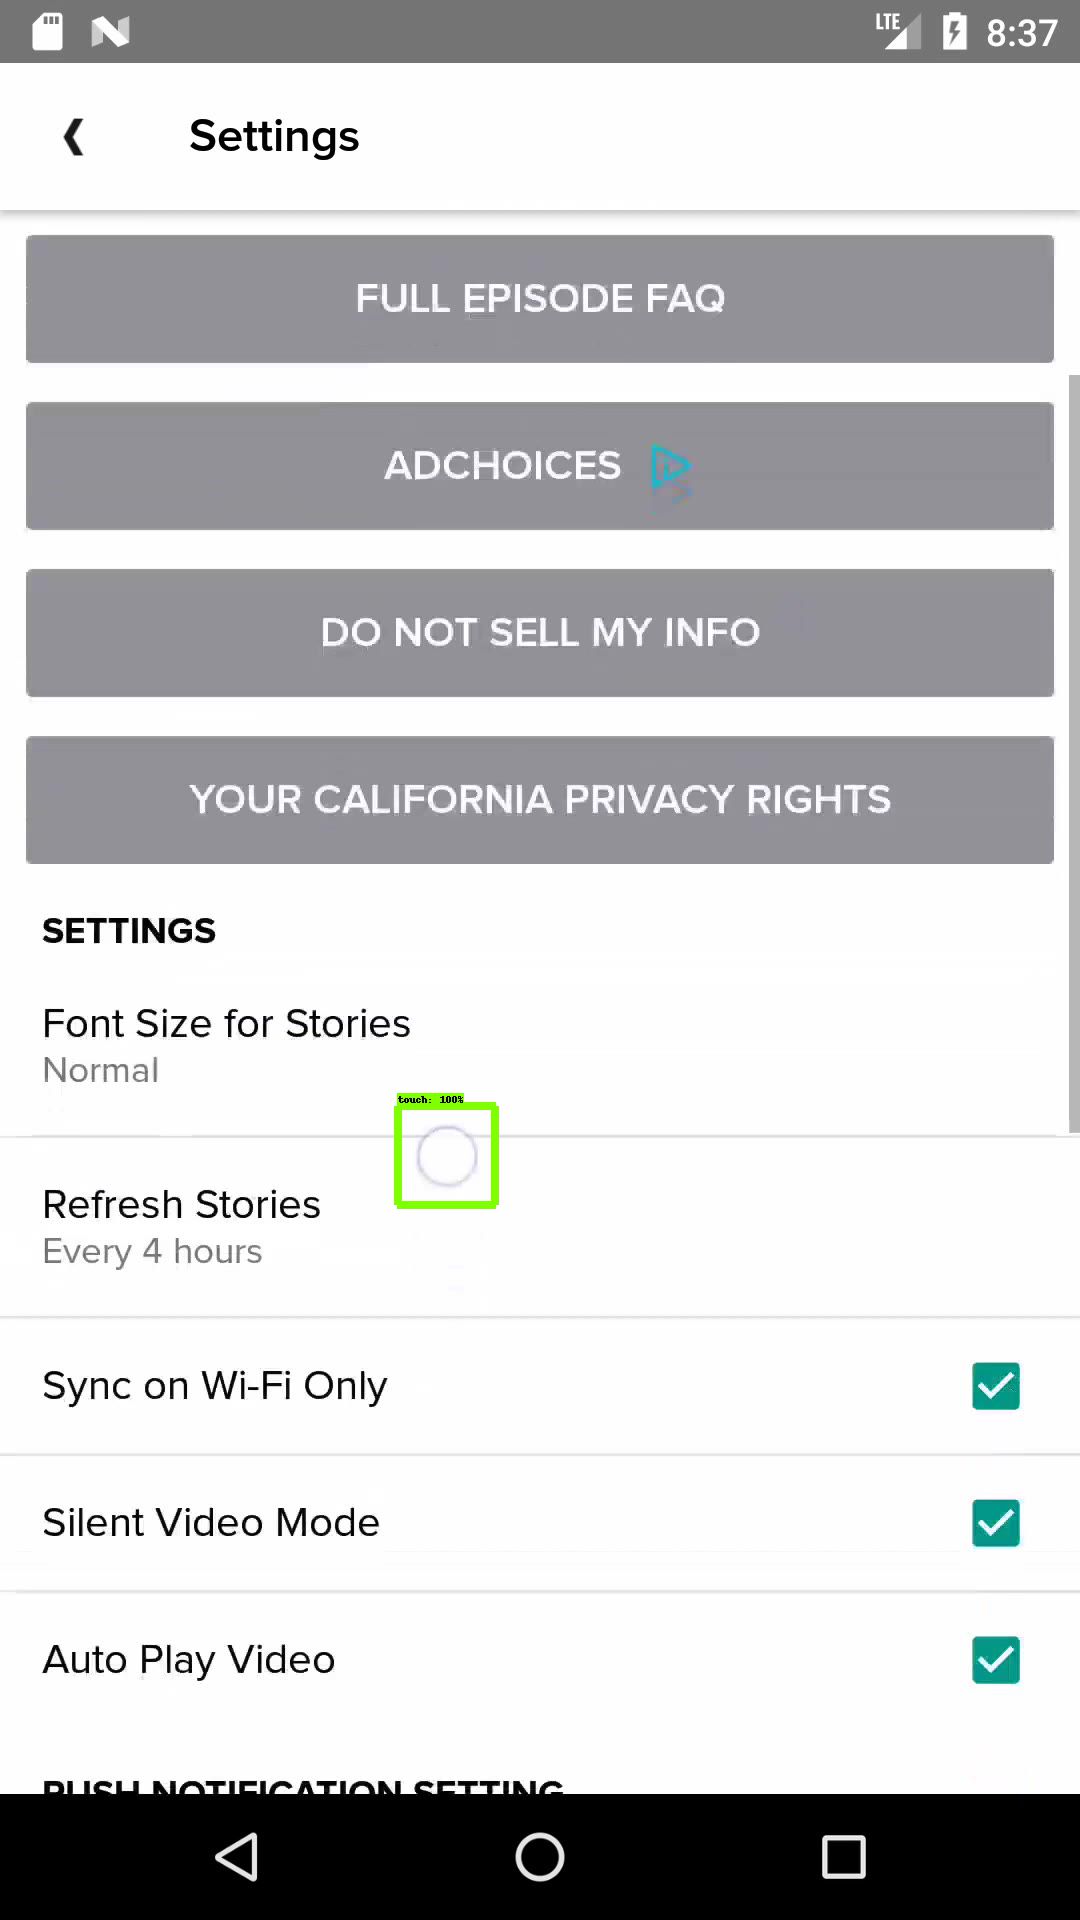 LTE 8:37
Settings
FULL EPISODE FAQ
ADCHOICES
DO NOT SELL MY INFO
YOUR CALIFORNIA PRIVACY RIGHTS
SETTINGS
Font Size for Stories
Normal
touch: 100%
Refresh Stories
Every 4 hours
Sync on Wi-Fi Only
Silent Video Mode
Auto Play Video
PUSH NOTIFICATION SETTING